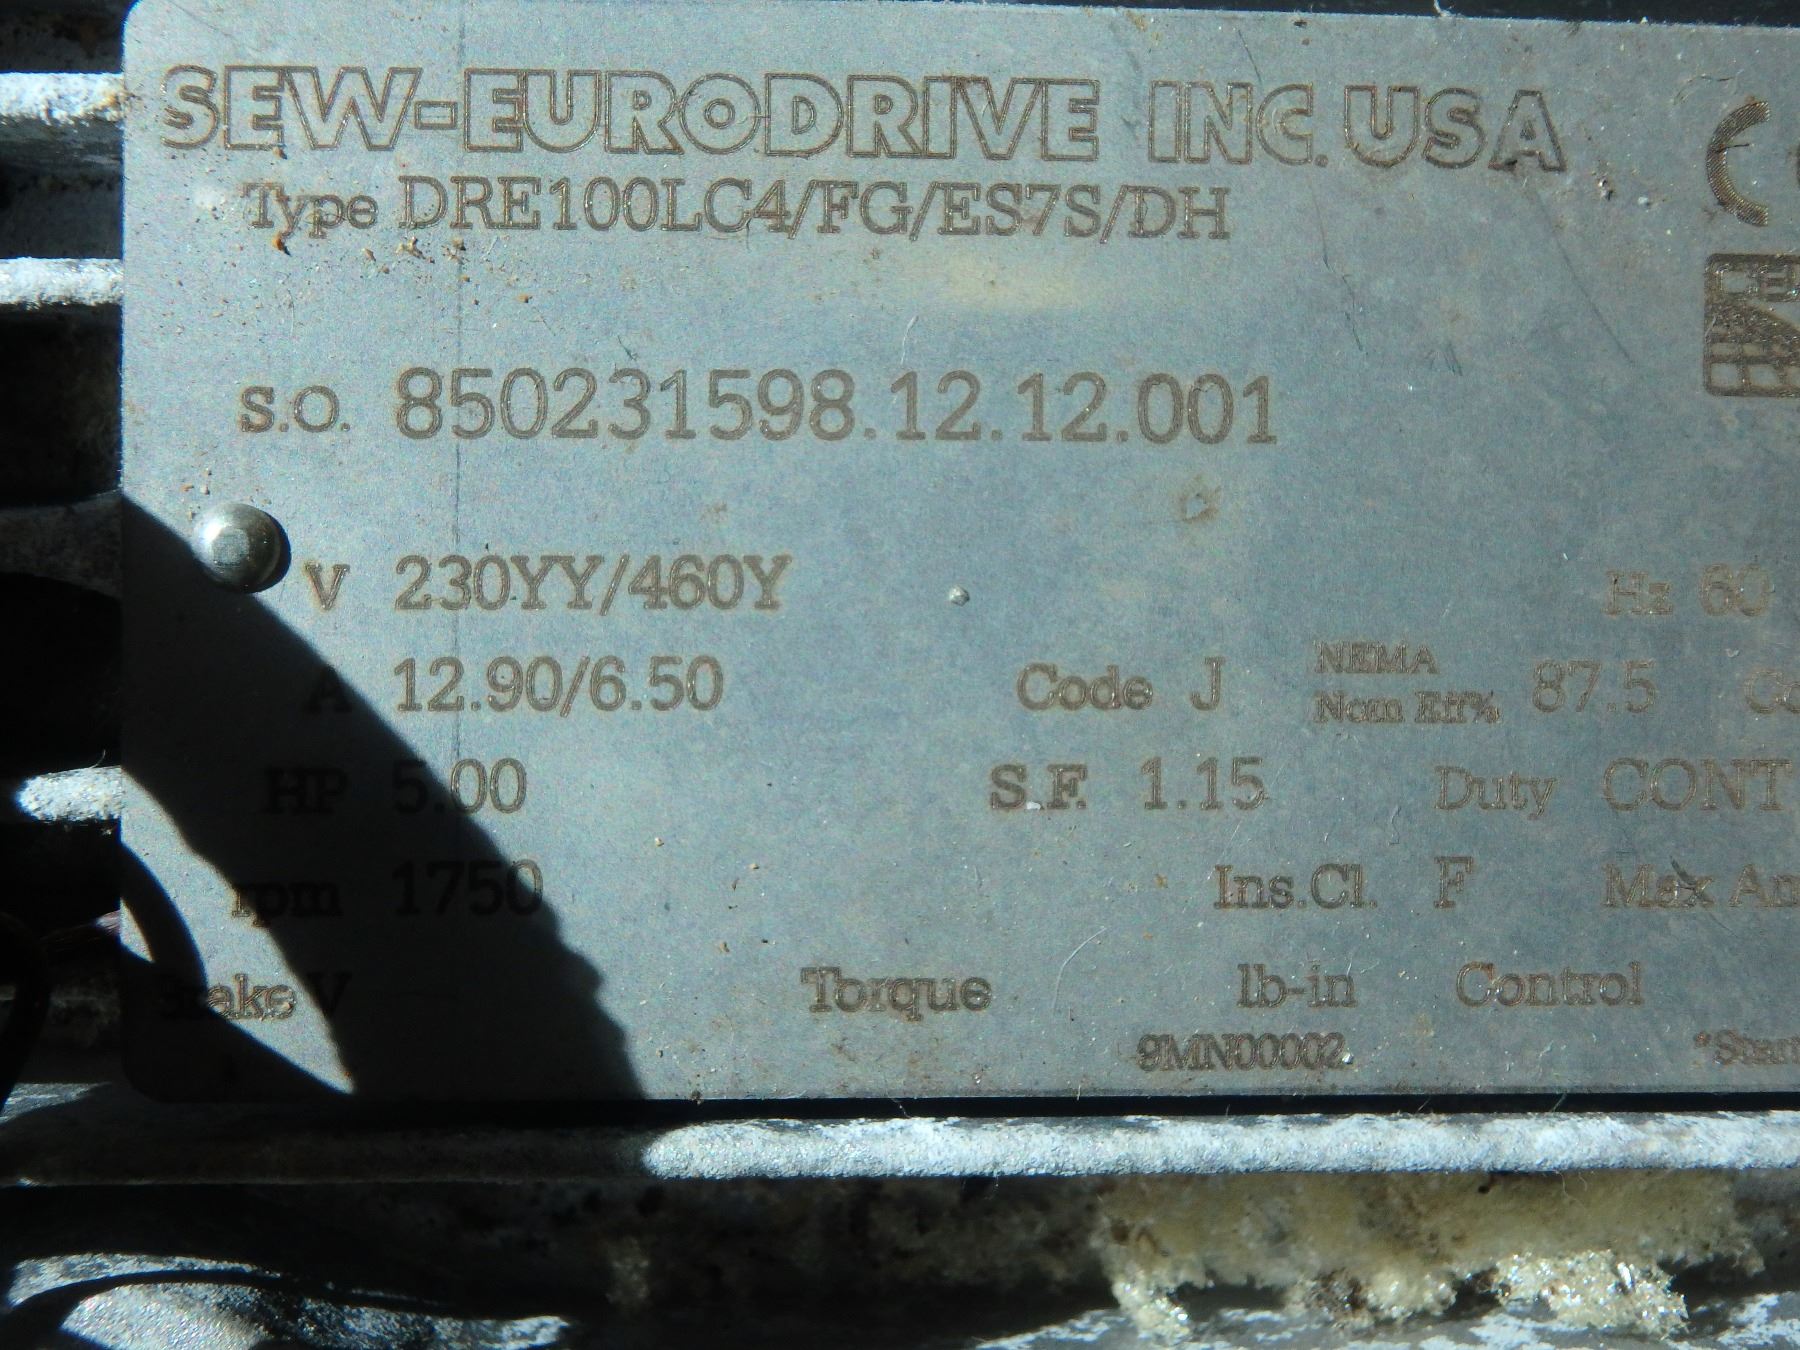 SEW-EURODRIVE INC. USA
Type DRE100LC4/FG/ES7S/DH
S.O. 850231598.12.12.001
V 230YY/460Y Hz 60
A 12.90/6.50 Code J NEMA Nom Eff% 87.5
HP 5.00 S.F. 1.15 Duty CONT
rpm 1750 Ins.Cl. F Max
Brake V Torque lb-in Control
9MN00002